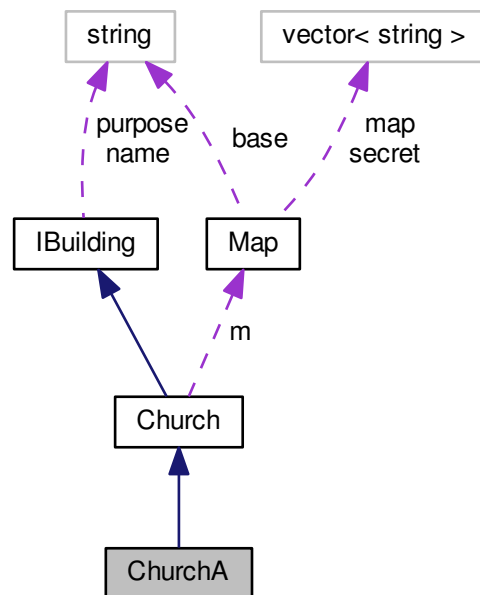 string
vector< string >
purpose
name
base
map
secret
IBuilding
Map
m
Church
ChurchA